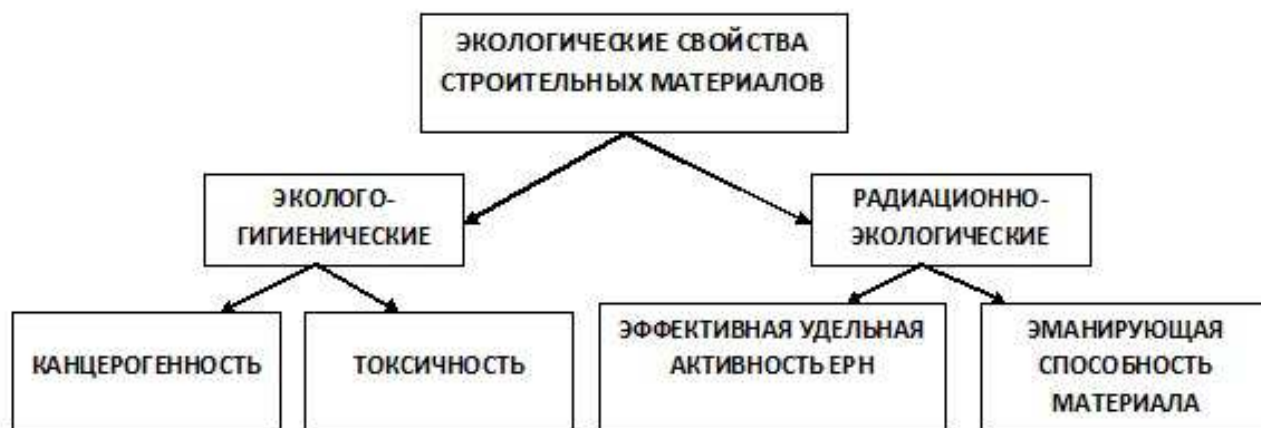 ЭКОЛОГИЧЕСКИЕ СВОЙСТВА
СТРОИТЕЛЬНЫХ МАТЕРИАЛОВ
ЭКОЛОГО-
ГИГИЕНИЧЕСКИЕ
РАДИАЦИОННО-
ЭКОЛОГИЧЕСКИЕ
КАНЦЕРОГЕННОСТЬ
ТОКСИЧНОСТЬ
ЭФФЕКТИВНАЯ УДЕЛЬНАЯ
АКТИВНОСТЬ ЕРН
ЭМАНИРУЮЩАЯ
СПОСОБНОСТЬ
МАТЕРИАЛА